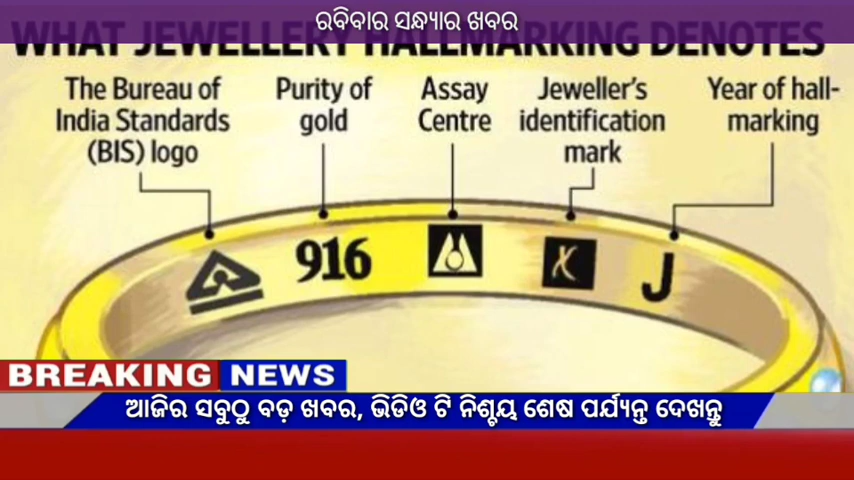 ରବିବାର ସନ୍ଧ୍ୟାର ଖବର
WHAT JEWELLERY HALLMARKING DENOTES
The Bureau of
India Standards
(BIS) logo
Purity of
gold
Assay
Centre
Jeweller's
identification
mark
Year of hall-
marking
916
X
J
BREAKING NEWS
ଆଜିର ସବୁଠୁ ବଡ଼ ଖବର, ଭିଡିଓ ଟି ନିଶ୍ଚୟ ଶେଷ ପର୍ଯ୍ୟନ୍ତ ଦେଖନ୍ତୁ